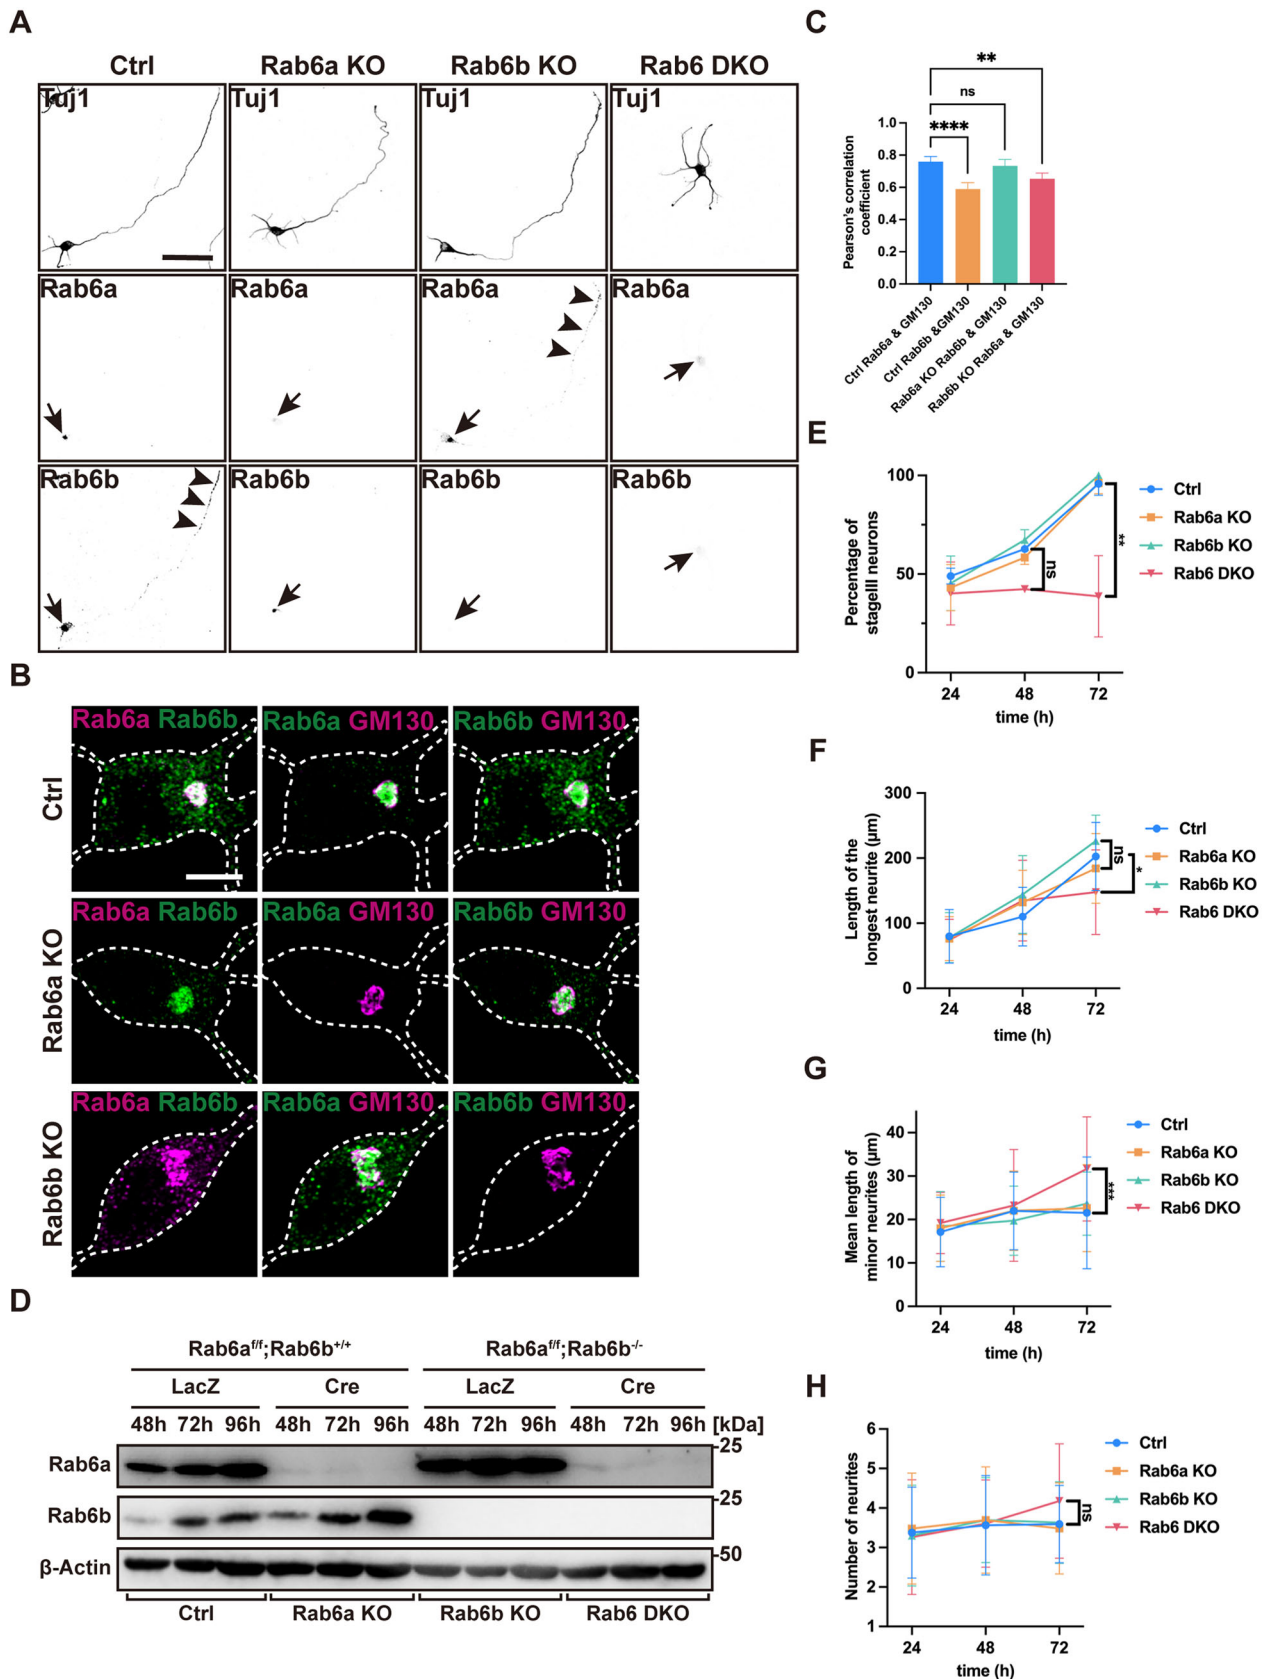 A
Ctrl
Rab6a KO
Rab6b KO
Rab6 DKO
Tuj1
Tuj1
Tuj1
Tuj1
Rab6a
Rab6a
Rab6a
Rab6a
Rab6b
Rab6b
Rab6b
Rab6b
B
Ctrl
Rab6a Rab6b
Rab6a GM130
Rab6b GM130
Rab6a KO
Rab6a Rab6b
Rab6a GM130
Rab6b GM130
Rab6b KO
Rab6a Rab6b
Rab6a GM130
Rab6b GM130
D
Rab6a^f/f;Rab6b^+/+
Rab6a^f/f;Rab6b^-/-
LacZ
Cre
LacZ
Cre
48h 72h 96h 48h 72h 96h 48h 72h 96h 48h 72h 96h [kDa]
Rab6a
-25
Rab6b
-25
β-Actin
-50
Ctrl
Rab6a KO
Rab6b KO
Rab6 DKO
C
**
ns
****
1.0
0.8
0.6
0.4
0.2
0.0
Pearson's correlation
coefficient
Ctrl Rab6a & GM130
Ctrl Rab6b &GM130
Rab6a KO Rab6b & GM130
Rab6b KO Rab6a & GM130
E
100
50
0
Percentage of
stageIII neurons
24 48 72
time (h)
ns
**
Ctrl
Rab6a KO
Rab6b KO
Rab6 DKO
F
300
200
100
0
Length of the
longest neurite (μm)
24 48 72
time (h)
ns
*
Ctrl
Rab6a KO
Rab6b KO
Rab6 DKO
G
40
30
20
10
0
Mean length of
minor neurites (μm)
24 48 72
time (h)
***
Ctrl
Rab6a KO
Rab6b KO
Rab6 DKO
H
6
5
4
3
2
1
Number of neurites
24 48 72
time (h)
ns
Ctrl
Rab6a KO
Rab6b KO
Rab6 DKO